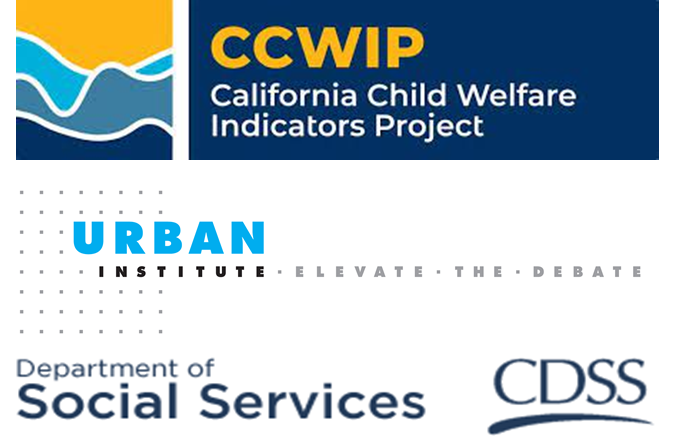 CCWIP
California Child Welfare
Indicators Project
URBAN
INSTITUTE · ELEVATE · THE · DEBATE
Department of
Social Services
CDSS